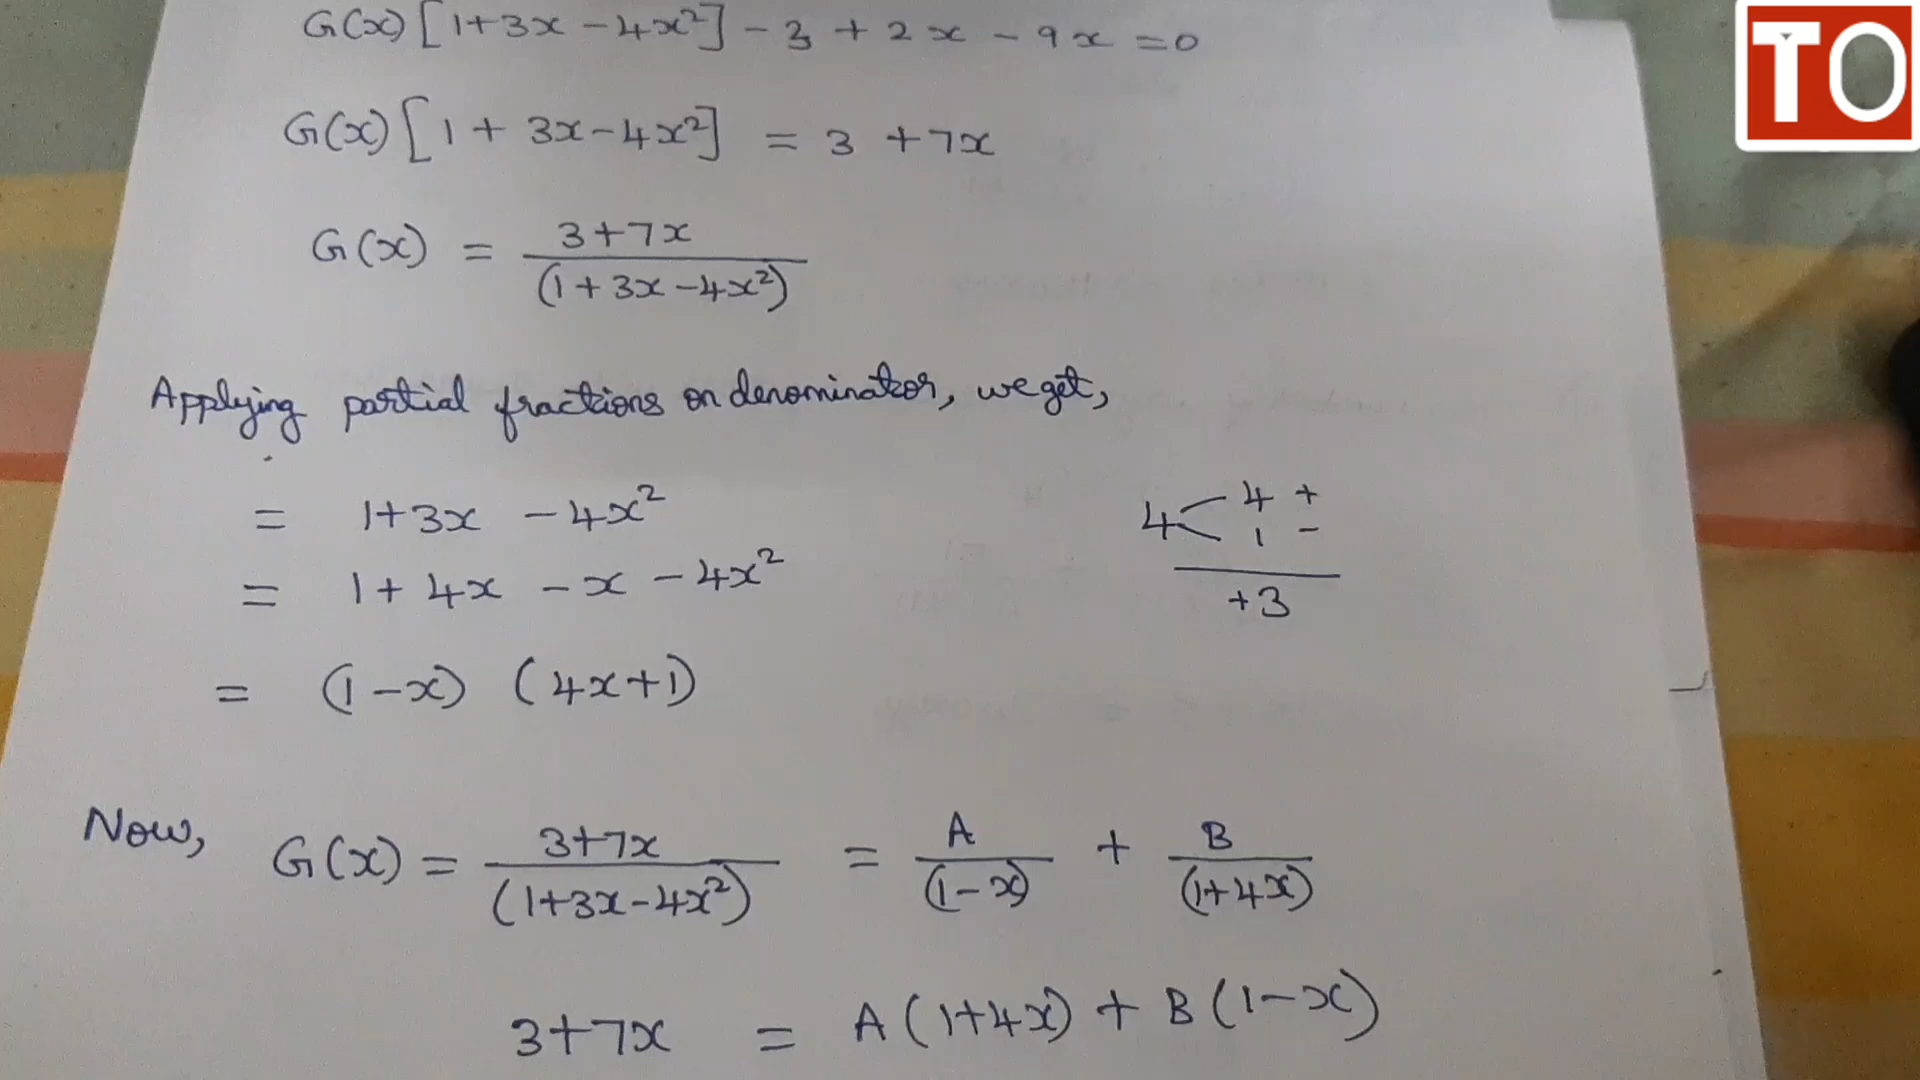 TO
G(x)[1+3x-4x²] - 3 + 2x - 9x = 0
G(x)[1 + 3x-4x²] = 3 + 7x
G(x) = 3+7x
(1+3x-4x²)
Applying partial fractions on denominator, we get,
= 1+3x - 4x²
= 1+ 4x - x - 4x²
= (1-x) (4x+1)
4 < 4 +
1 -
+3
Now, G(x) = 3+7x / (1+3x-4x²) = A / (1-x) + B / (1+4x)
3+7x = A(1+4x) + B(1-x)